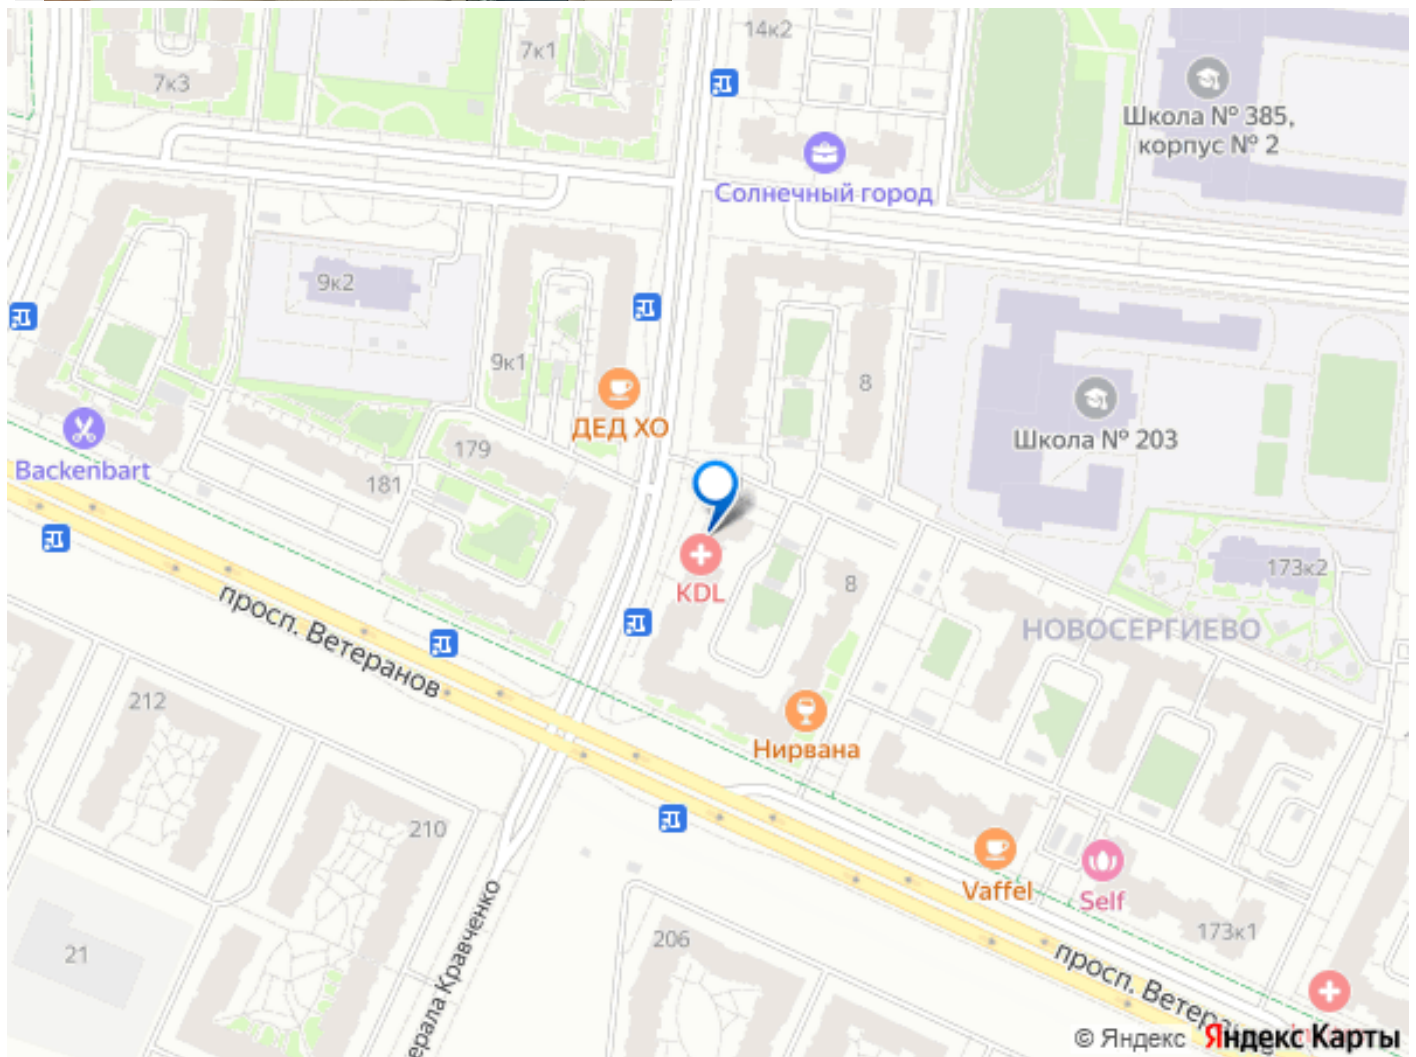 14к2
7к1
7к3
Школа № 385,
корпус № 2
Солнечный город
9к2
9к1
8
ДЕД ХО
Школа № 203
Backenbart
179
181
KDL
8
173к2
НОВОСЕРГИЕВО
просп. Ветеранов
212
Нирвана
210
Vaffel
Self
ерала Кравченко
206
173к1
21
просп. Ветера
© Яндекс Яндекс Карты